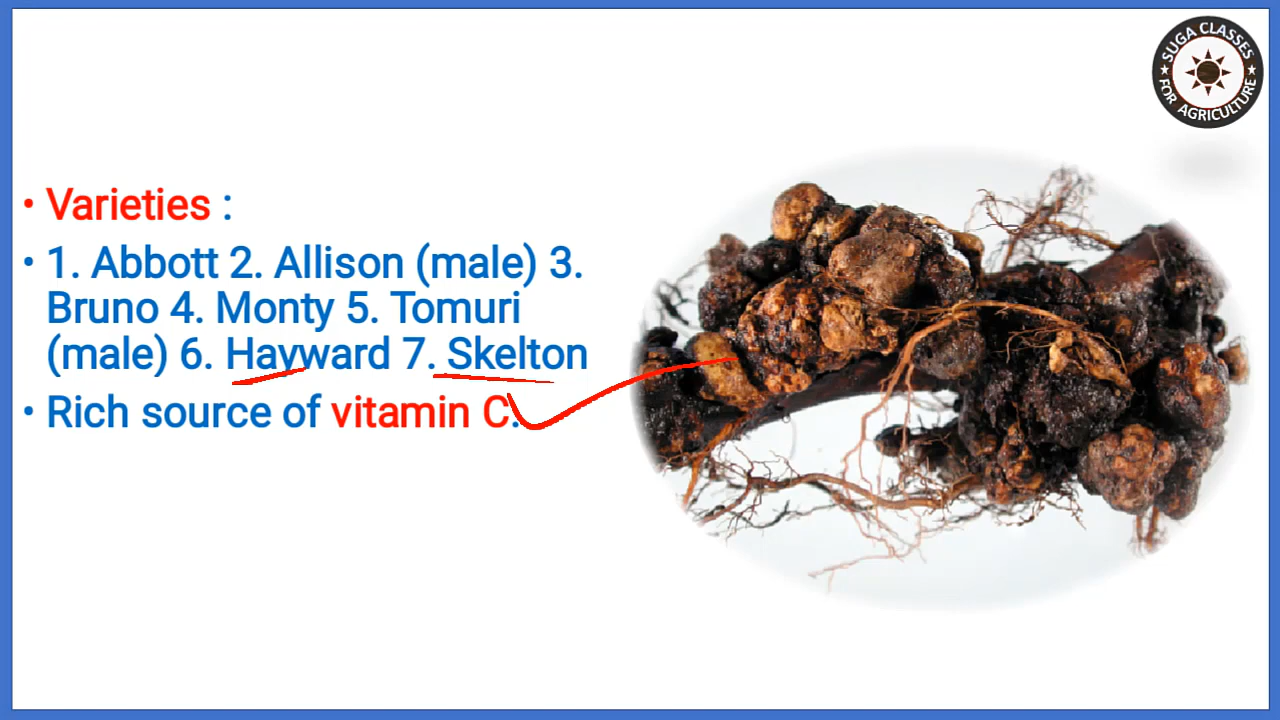 SUGA CLASSES
FOR AGRICULTURE
• Varieties :
• 1. Abbott 2. Allison (male) 3.
Bruno 4. Monty 5. Tomuri
(male) 6. Hayward 7. Skelton
• Rich source of vitamin C.